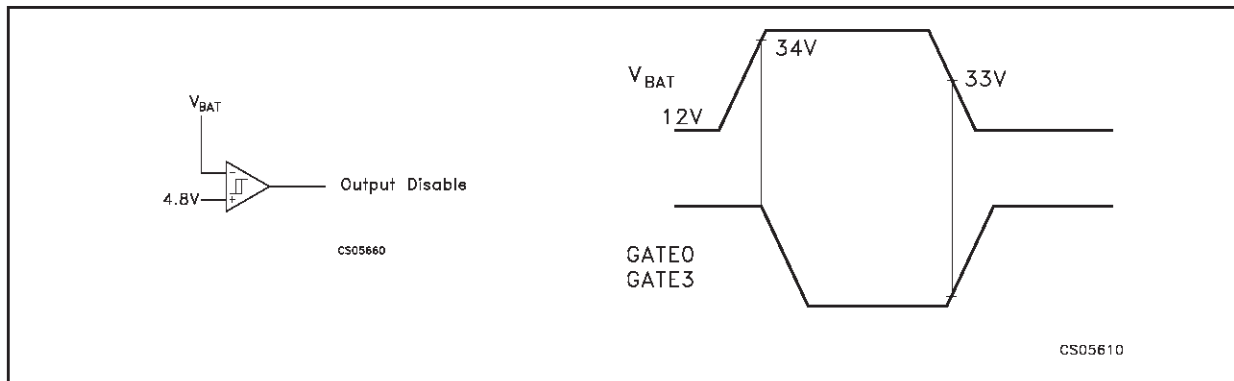 V_BAT
4.8V
−
+
Output Disable
CS05660
V_BAT
12V
34V
33V
GATE0
GATE3
CS05610